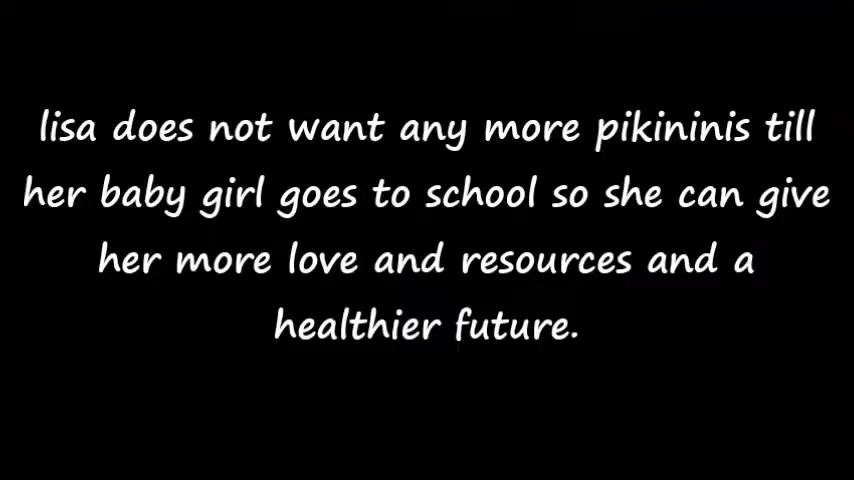 lisa does not want any more pikininis till
her baby girl goes to school so she can give
her more love and resources and a
healthier future.